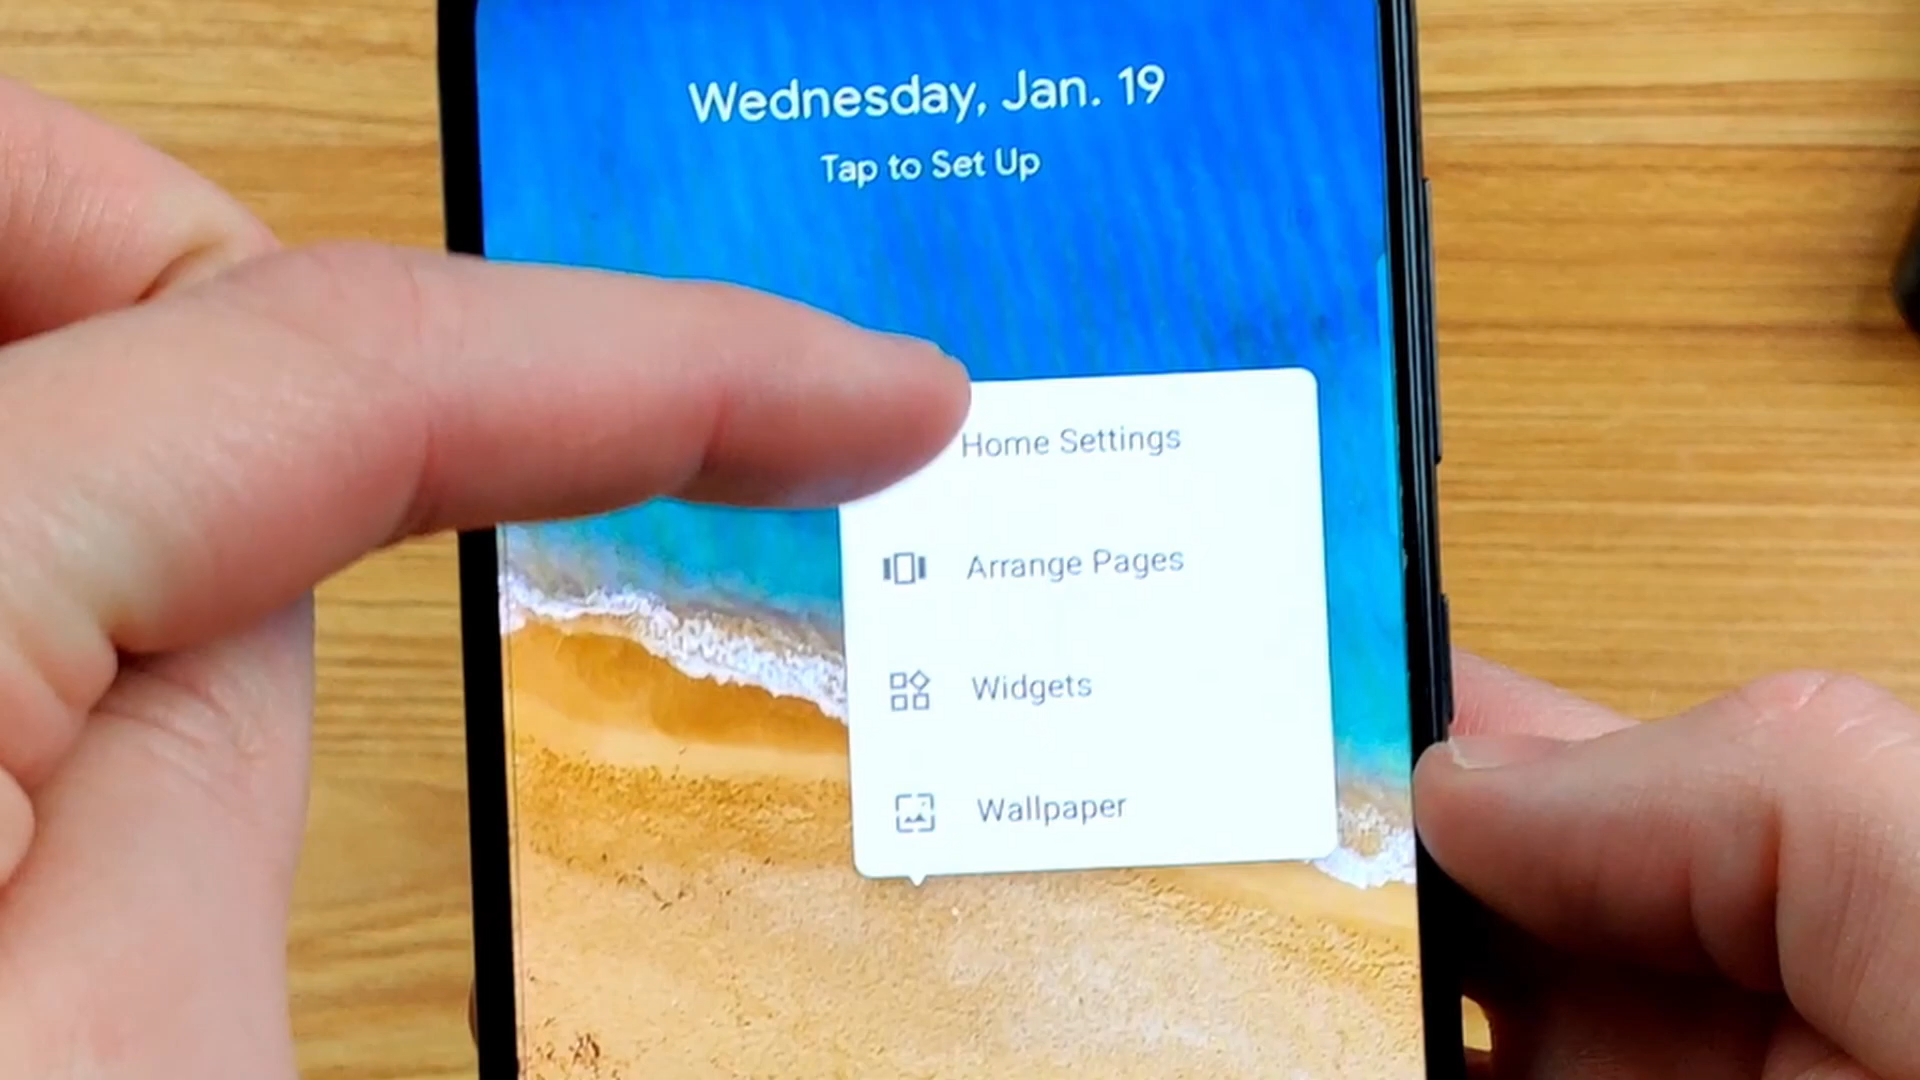 Wednesday, Jan. 19
Tap to Set Up
Home Settings
Arrange Pages
Widgets
Wallpaper